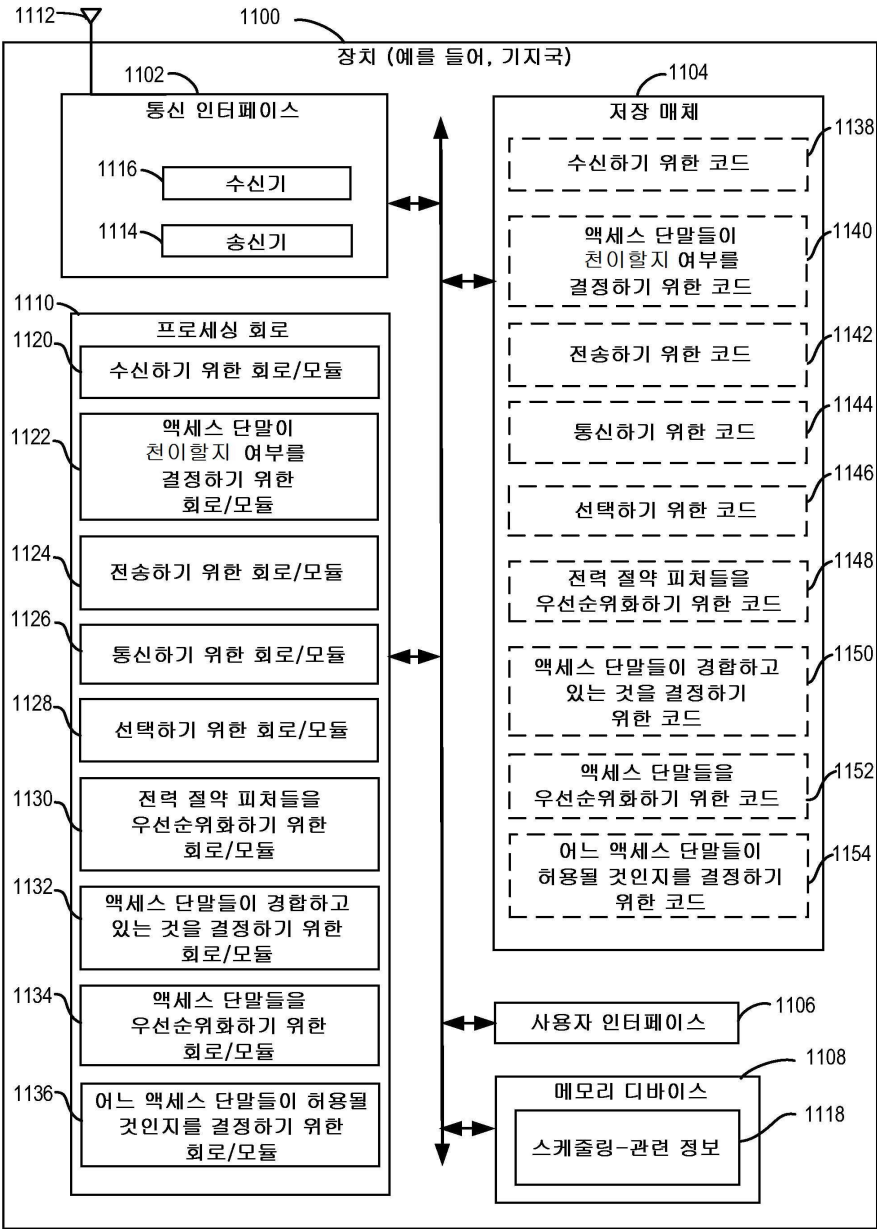 1112
1100
장치 (예를 들어, 기지국)
1102
통신 인터페이스
1116
수신기
1114
송신기
1110
프로세싱 회로
1120
수신하기 위한 회로/모듈
1122
액세스 단말이
천이할지 여부를
결정하기 위한
회로/모듈
1124
전송하기 위한 회로/모듈
1126
통신하기 위한 회로/모듈
1128
선택하기 위한 회로/모듈
1130
전력 절약 피처들을
우선순위화하기 위한
회로/모듈
1132
액세스 단말들이 경합하고
있는 것을 결정하기 위한
회로/모듈
1134
액세스 단말들을
우선순위화하기 위한
회로/모듈
1136
어느 액세스 단말들이 허용될
것인지를 결정하기 위한
회로/모듈
1104
저장 매체
1138
수신하기 위한 코드
1140
액세스 단말들이
천이할지 여부를
결정하기 위한 코드
1142
전송하기 위한 코드
1144
통신하기 위한 코드
1146
선택하기 위한 코드
1148
전력 절약 피처들을
우선순위화하기 위한 코드
1150
액세스 단말들이 경합하고
있는 것을 결정하기
위한 코드
1152
액세스 단말들을
우선순위화하기 위한 코드
1154
어느 액세스 단말들이
허용될 것인지를 결정하기
위한 코드
1106
사용자 인터페이스
1108
메모리 디바이스
1118
스케줄링-관련 정보